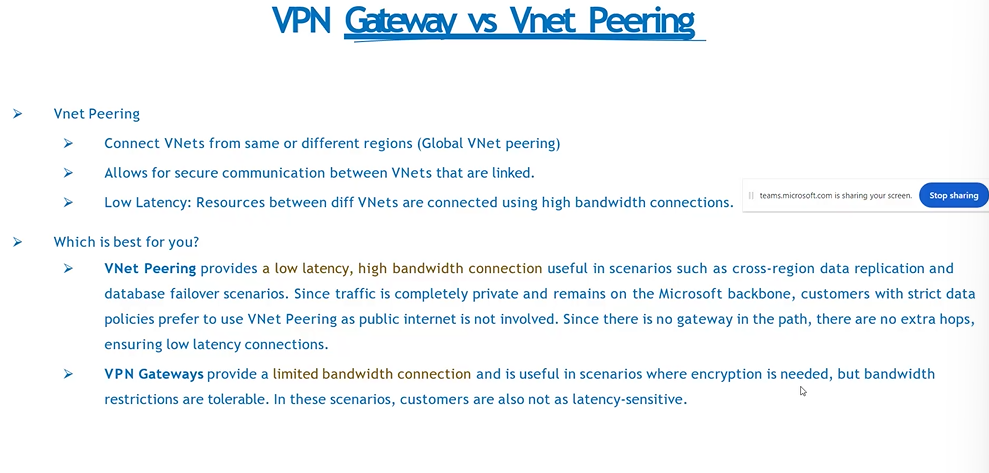 VPN Gateway vs Vnet Peering
Vnet Peering
Connect VNets from same or different regions (Global VNet peering)
Allows for secure communication between VNets that are linked.
Low Latency: Resources between diff VNets are connected using high bandwidth connections.
teams.microsoft.com is sharing your screen. Stop sharing
Which is best for you?
VNet Peering provides a low latency, high bandwidth connection useful in scenarios such as cross-region data replication and
database failover scenarios. Since traffic is completely private and remains on the Microsoft backbone, customers with strict data
policies prefer to use VNet Peering as public internet is not involved. Since there is no gateway in the path, there are no extra hops,
ensuring low latency connections.
VPN Gateways provide a limited bandwidth connection and is useful in scenarios where encryption is needed, but bandwidth
restrictions are tolerable. In these scenarios, customers are also not as latency-sensitive.